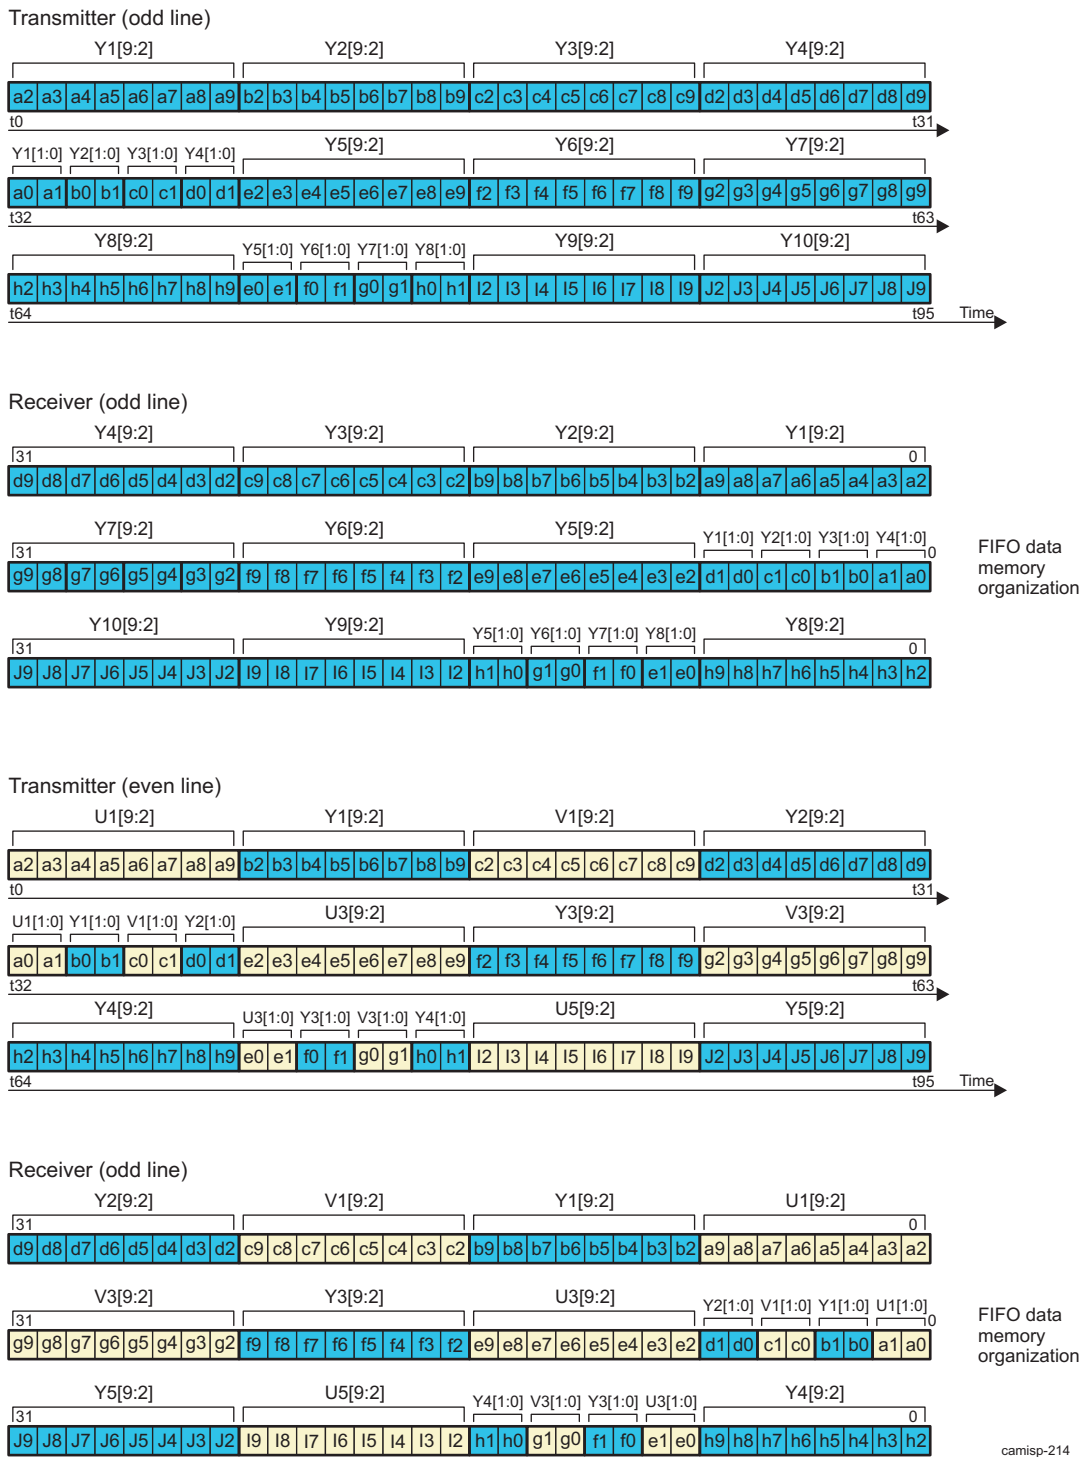 Transmitter (odd line)
Y1[9:2] Y2[9:2] Y3[9:2] Y4[9:2]
a2 a3 a4 a5 a6 a7 a8 a9 b2 b3 b4 b5 b6 b7 b8 b9 c2 c3 c4 c5 c6 c7 c8 c9 d2 d3 d4 d5 d6 d7 d8 d9
t0 t31
Y1[1:0] Y2[1:0] Y3[1:0] Y4[1:0] Y5[9:2] Y6[9:2] Y7[9:2]
a0 a1 b0 b1 c0 c1 d0 d1 e2 e3 e4 e5 e6 e7 e8 e9 f2 f3 f4 f5 f6 f7 f8 f9 g2 g3 g4 g5 g6 g7 g8 g9
t32 t63
Y8[9:2] Y5[1:0] Y6[1:0] Y7[1:0] Y8[1:0] Y9[9:2] Y10[9:2]
h2 h3 h4 h5 h6 h7 h8 h9 e0 e1 f0 f1 g0 g1 h0 h1 I2 I3 I4 I5 I6 I7 I8 I9 J2 J3 J4 J5 J6 J7 J8 J9
t64 t95 Time
Receiver (odd line)
Y4[9:2] Y3[9:2] Y2[9:2] Y1[9:2]
31 0
d9 d8 d7 d6 d5 d4 d3 d2 c9 c8 c7 c6 c5 c4 c3 c2 b9 b8 b7 b6 b5 b4 b3 b2 a9 a8 a7 a6 a5 a4 a3 a2
Y7[9:2] Y6[9:2] Y5[9:2] Y1[1:0] Y2[1:0] Y3[1:0] Y4[1:0]
31 0
g9 g8 g7 g6 g5 g4 g3 g2 f9 f8 f7 f6 f5 f4 f3 f2 e9 e8 e7 e6 e5 e4 e3 e2 d1 d0 c1 c0 b1 b0 a1 a0
FIFO data
memory
organization
Y10[9:2] Y9[9:2] Y5[1:0] Y6[1:0] Y7[1:0] Y8[1:0] Y8[9:2]
31 0
J9 J8 J7 J6 J5 J4 J3 J2 I9 I8 I7 I6 I5 I4 I3 I2 h1 h0 g1 g0 f1 f0 e1 e0 h9 h8 h7 h6 h5 h4 h3 h2
Transmitter (even line)
U1[9:2] Y1[9:2] V1[9:2] Y2[9:2]
a2 a3 a4 a5 a6 a7 a8 a9 b2 b3 b4 b5 b6 b7 b8 b9 c2 c3 c4 c5 c6 c7 c8 c9 d2 d3 d4 d5 d6 d7 d8 d9
t0 t31
U1[1:0] Y1[1:0] V1[1:0] Y2[1:0] U3[9:2] Y3[9:2] V3[9:2]
a0 a1 b0 b1 c0 c1 d0 d1 e2 e3 e4 e5 e6 e7 e8 e9 f2 f3 f4 f5 f6 f7 f8 f9 g2 g3 g4 g5 g6 g7 g8 g9
t32 t63
Y4[9:2] U3[1:0] Y3[1:0] V3[1:0] Y4[1:0] U5[9:2] Y5[9:2]
h2 h3 h4 h5 h6 h7 h8 h9 e0 e1 f0 f1 g0 g1 h0 h1 I2 I3 I4 I5 I6 I7 I8 I9 J2 J3 J4 J5 J6 J7 J8 J9
t64 t95 Time
Receiver (odd line)
Y2[9:2] V1[9:2] Y1[9:2] U1[9:2]
31 0
d9 d8 d7 d6 d5 d4 d3 d2 c9 c8 c7 c6 c5 c4 c3 c2 b9 b8 b7 b6 b5 b4 b3 b2 a9 a8 a7 a6 a5 a4 a3 a2
V3[9:2] Y3[9:2] U3[9:2] Y2[1:0] V1[1:0] Y1[1:0] U1[1:0]
31 0
g9 g8 g7 g6 g5 g4 g3 g2 f9 f8 f7 f6 f5 f4 f3 f2 e9 e8 e7 e6 e5 e4 e3 e2 d1 d0 c1 c0 b1 b0 a1 a0
FIFO data
memory
organization
Y5[9:2] U5[9:2] Y4[1:0] V3[1:0] Y3[1:0] U3[1:0] Y4[9:2]
31 0
J9 J8 J7 J6 J5 J4 J3 J2 I9 I8 I7 I6 I5 I4 I3 I2 h1 h0 g1 g0 f1 f0 e1 e0 h9 h8 h7 h6 h5 h4 h3 h2
camisp-214